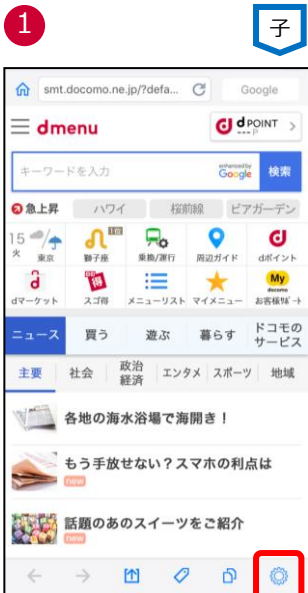 1
子
smt.docomo.ne.jp/?defa...
Google
dmenu
d POINT
キーワードを入力
enhanced by Google
検索
急上昇
ハワイ
桜前線
ビアガーデン
15
火 東京
1位
獅子座
乗換/運行
周辺ガイド
dポイント
dマーケット
得
スゴ得
メニューリスト
マイメニュー
My docomo
ニュース
買う
遊ぶ
暮らす
ドコモの
サービス
主要
社会
政治
経済
エンタメ
スポーツ
地域
各地の海水浴場で海開き！
もう手放せない？スマホの利点は
new
話題のあのスイーツをご紹介
new